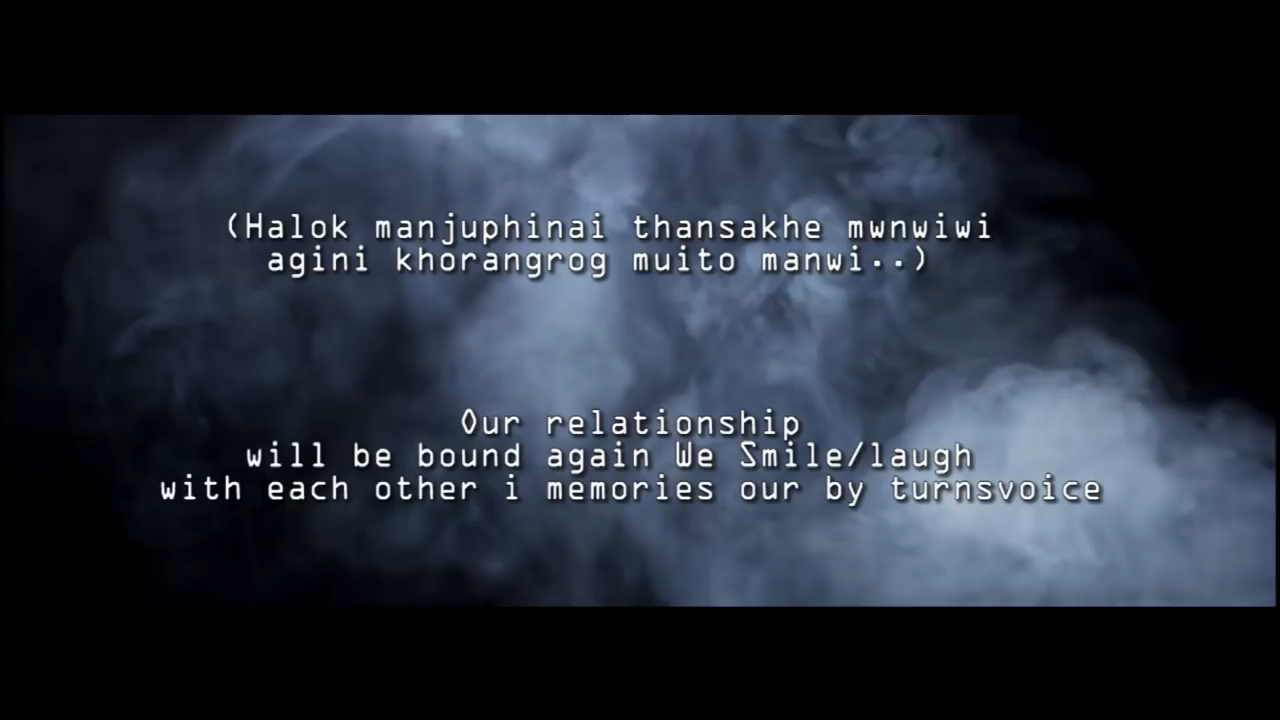 (Halok manjuphinai thansakhe mwnwiwi
agini khorangrog muito manwi..)
Our relationship
will be bound again We Smile/laugh
with each other i memories our by turnsvoice